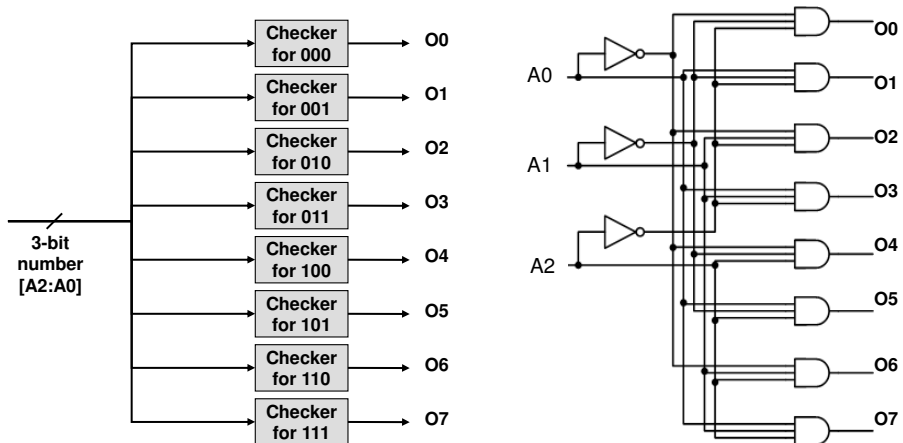 Checker
for 000
O0
Checker
for 001
O1
Checker
for 010
O2
Checker
for 011
O3
Checker
for 100
O4
Checker
for 101
O5
Checker
for 110
O6
Checker
for 111
O7
3-bit
number
[A2:A0]
A0
A1
A2
O0
O1
O2
O3
O4
O5
O6
O7